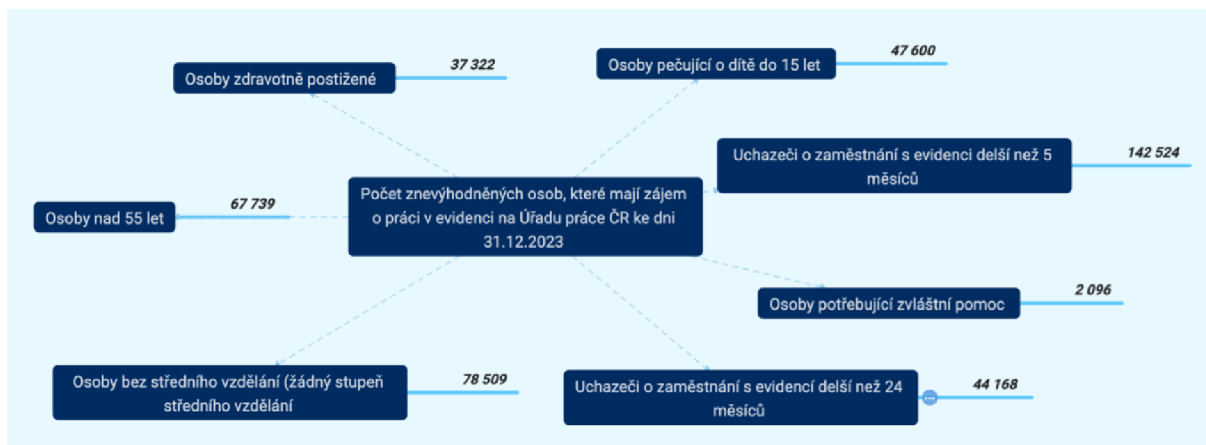 Osoby zdravotně postižené
37 322
Osoby pečující o dítě do 15 let
47 600
Uchazeči o zaměstnání s evidenci delší než 5
měsíců
142 524
Počet znevýhodněných osob, které mají zájem
o práci v evidenci na Úřadu práce ČR ke dni
31.12.2023
Osoby nad 55 let
67 739
Osoby potřebující zvláštní pomoc
2 096
Osoby bez středního vzdělání (žádný stupeň
středního vzdělání
78 509
Uchazeči o zaměstnání s evidencí delší než 24
měsíců
44 168